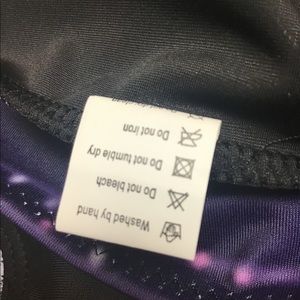 Washed by hand
Do not bleach
Do not tumble dry
Do not iron